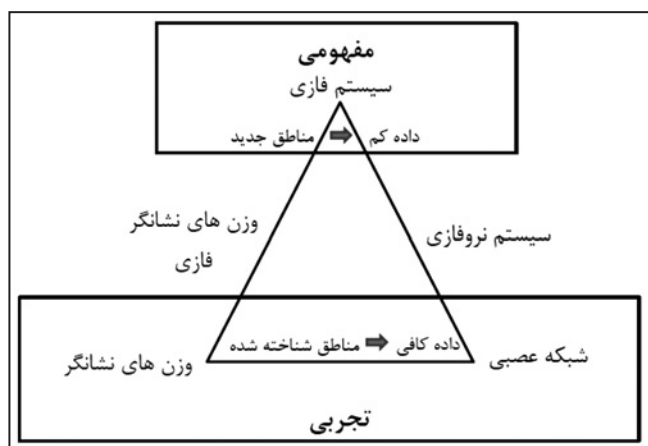 مفهومی
سیستم فازی
مناطق جدید ➡ داده کم
وزن های نشانگر
فازی
سیستم نروفازی
مناطق شناخته شده ➡ داده کافی
وزن های نشانگر
شبکه عصبی
تجربی